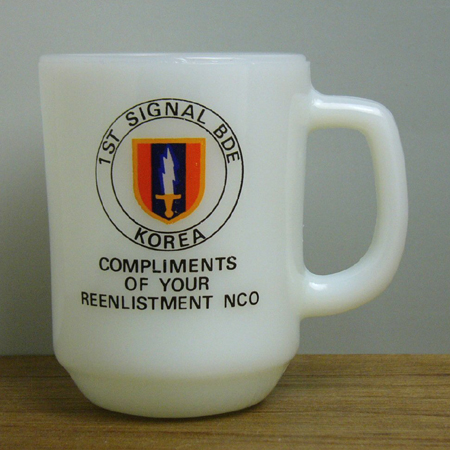 1ST SIGNAL BDE
KOREA
COMPLIMENTS
OF YOUR
REENLISTMENT NCO